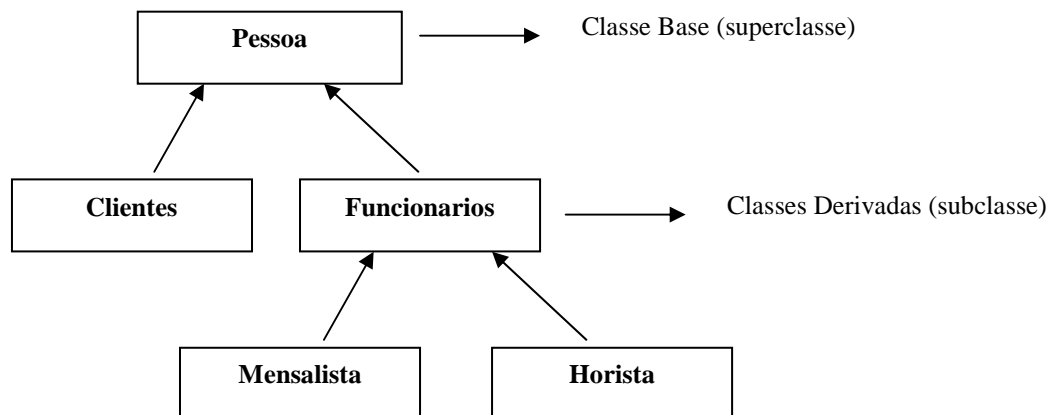 Pessoa
Classe Base (superclasse)
Clientes
Funcionarios
Classes Derivadas (subclasse)
Mensalista
Horista